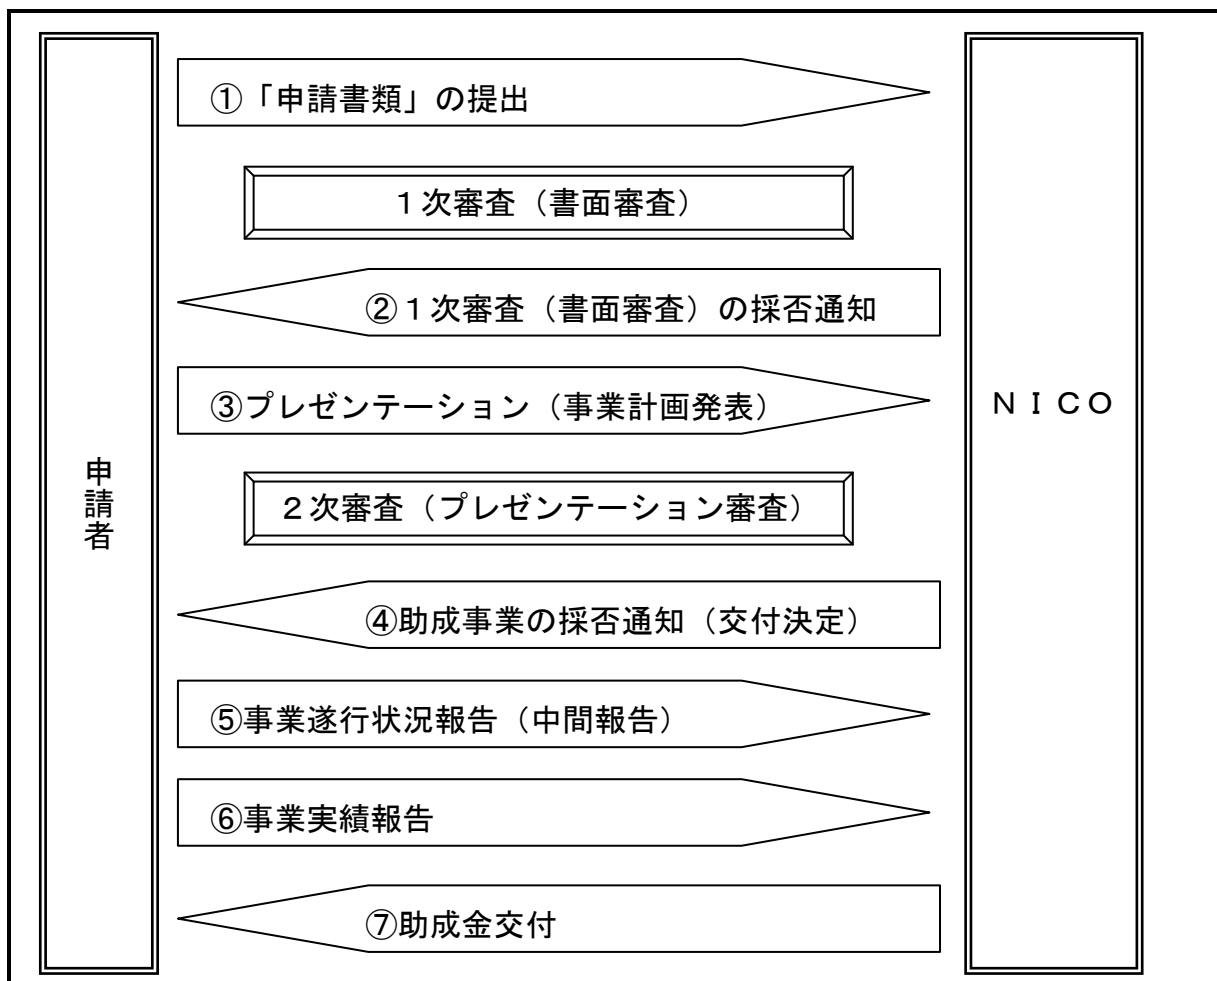 ①「申請書類」の提出
１次審査（書面審査）
②１次審査（書面審査）の採否通知
③プレゼンテーション（事業計画発表）
ＮＩＣＯ
申請者
２次審査（プレゼンテーション審査）
④助成事業の採否通知（交付決定）
⑤事業遂行状況報告（中間報告）
⑥事業実績報告
⑦助成金交付